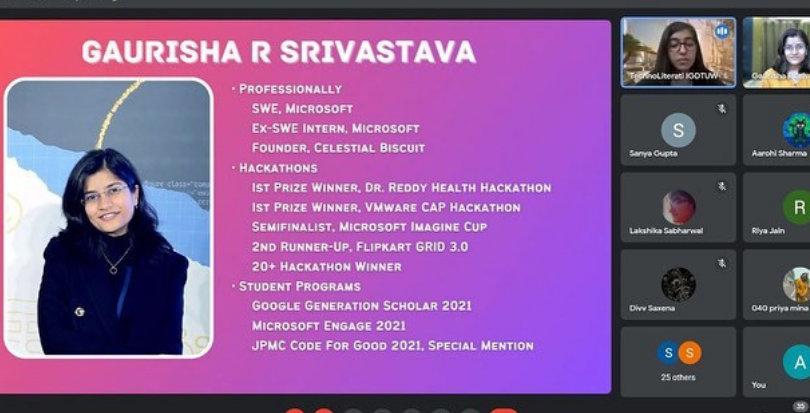 GAURISHA R SRIVASTAVA
· PROFESSIONALLY
SWE, MICROSOFT
EX-SWE INTERN, MICROSOFT
FOUNDER, CELESTIAL BISCUIT
· HACKATHONS
1ST PRIZE WINNER, DR. REDDY HEALTH HACKATHON
1ST PRIZE WINNER, VMWARE CAP HACKATHON
SEMIFINALIST, MICROSOFT IMAGINE CUP
2ND RUNNER-UP, FLIPKART GRID 3.0
20+ HACKATHON WINNER
· STUDENT PROGRAMS
GOOGLE GENERATION SCHOLAR 2021
MICROSOFT ENGAGE 2021
JPMC CODE FOR GOOD 2021, SPECIAL MENTION
TechnoLiterati IGDTUW
S
Sanya Gupta
Aarohi Sharma
Lakshika Sabharwal
R
Riya Jain
Divv Saxena
040 priya mina
S S
25 others
A
You